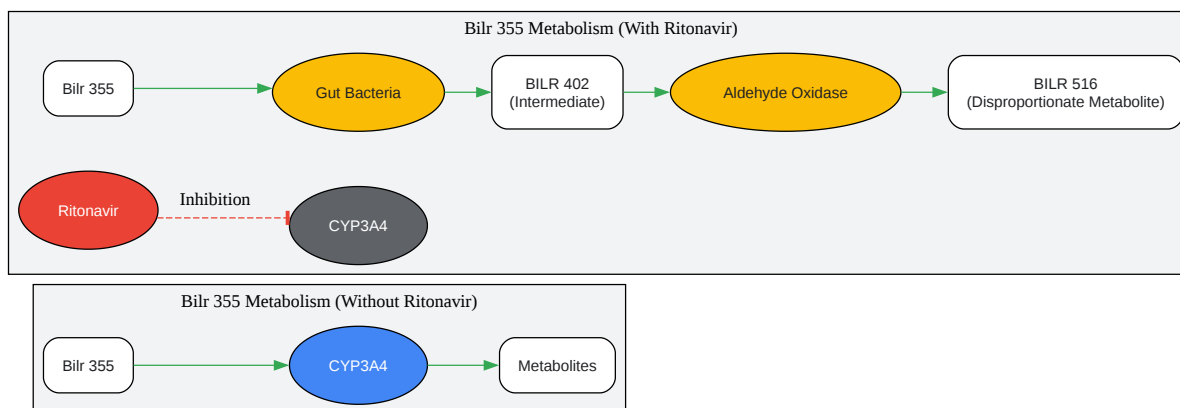 Bilr 355 Metabolism (With Ritonavir)
Bilr 355
Gut Bacteria
BILR 402
(Intermediate)
Aldehyde Oxidase
BILR 516
(Disproportionate Metabolite)
Ritonavir
Inhibition
CYP3A4
Bilr 355 Metabolism (Without Ritonavir)
Bilr 355
CYP3A4
Metabolites